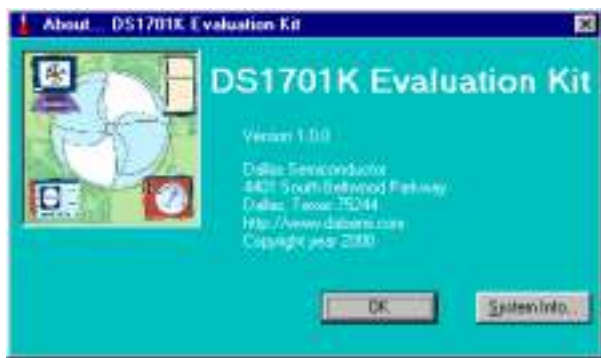 About... DS1701K Evaluation Kit
DS1701K Evaluation Kit
Version 1.0.0
Dallas Semiconductor
4401 South Beltwood Parkway
Dallas, Texas 75244
http://www.dalsemi.com
Copyright year 2000
OK
System Info...